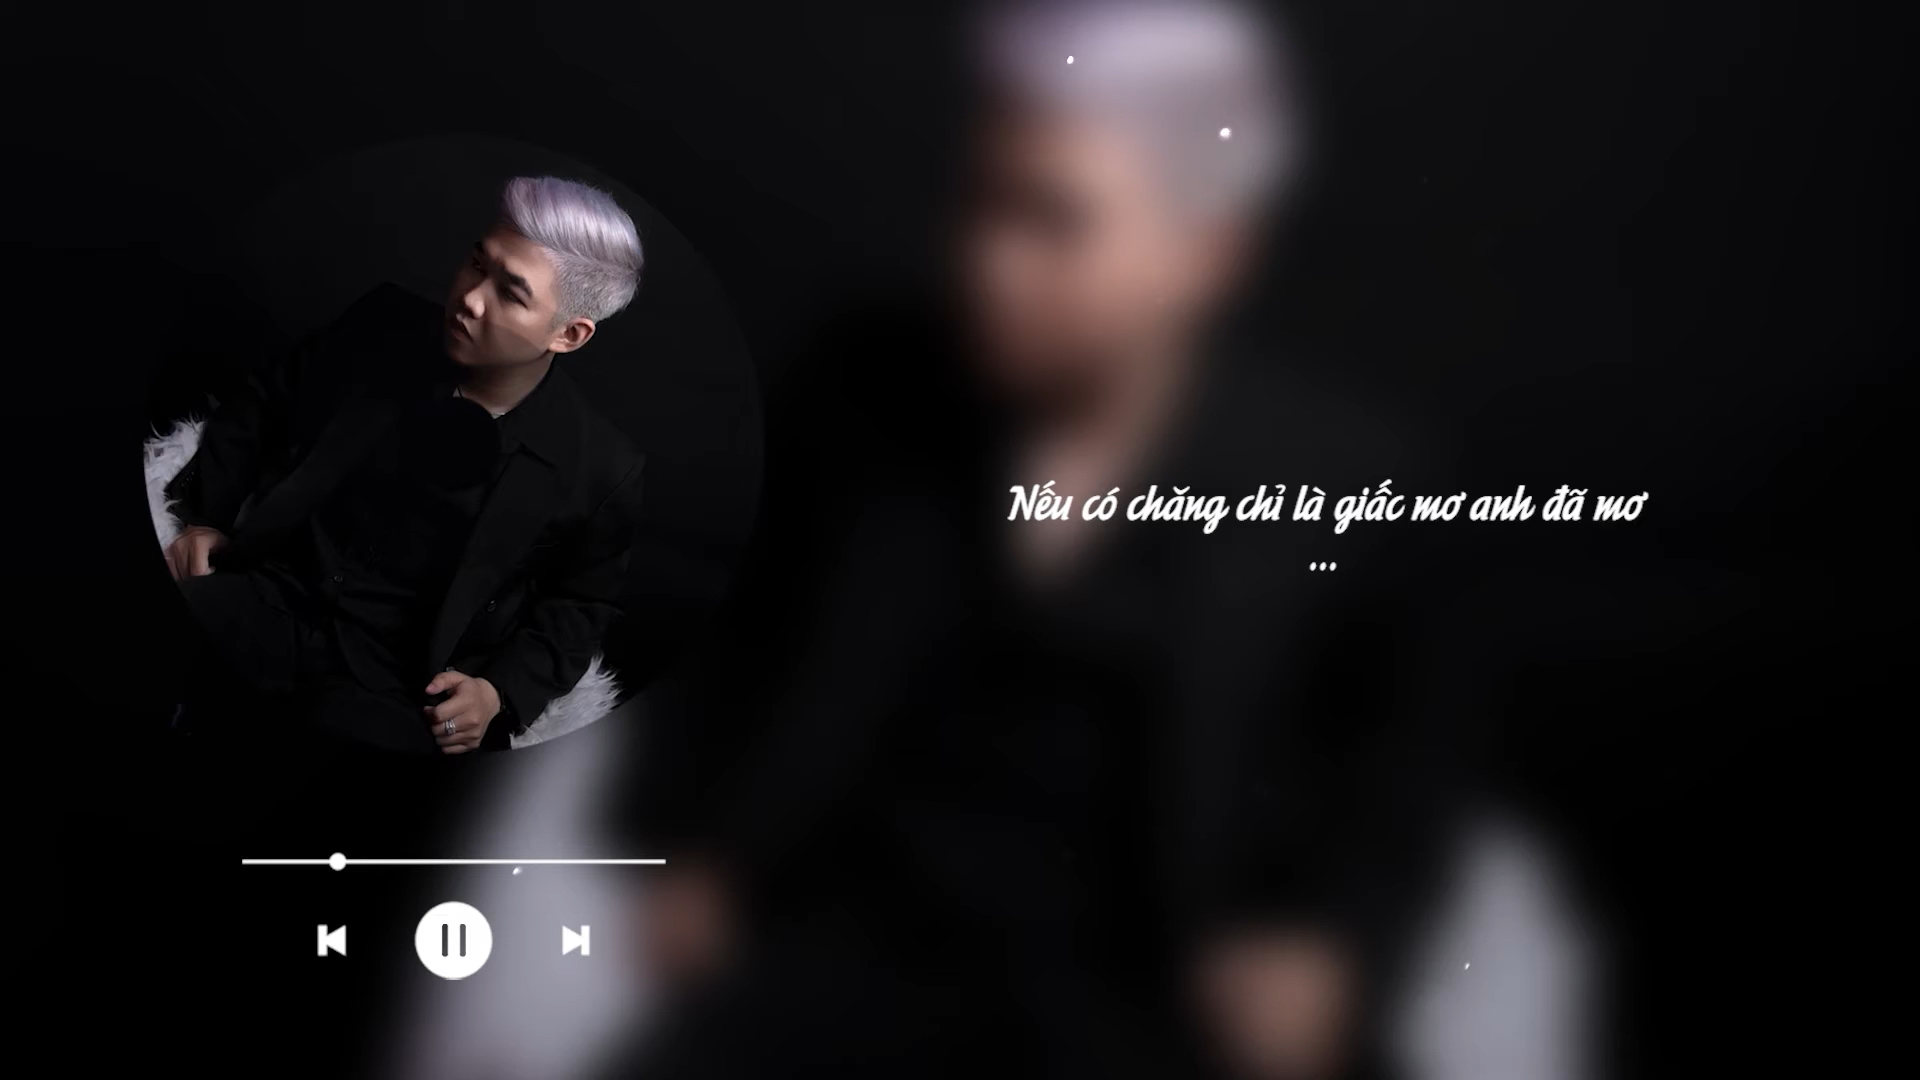 Nếu có chăng chỉ là giấc mơ anh đã mơ
...